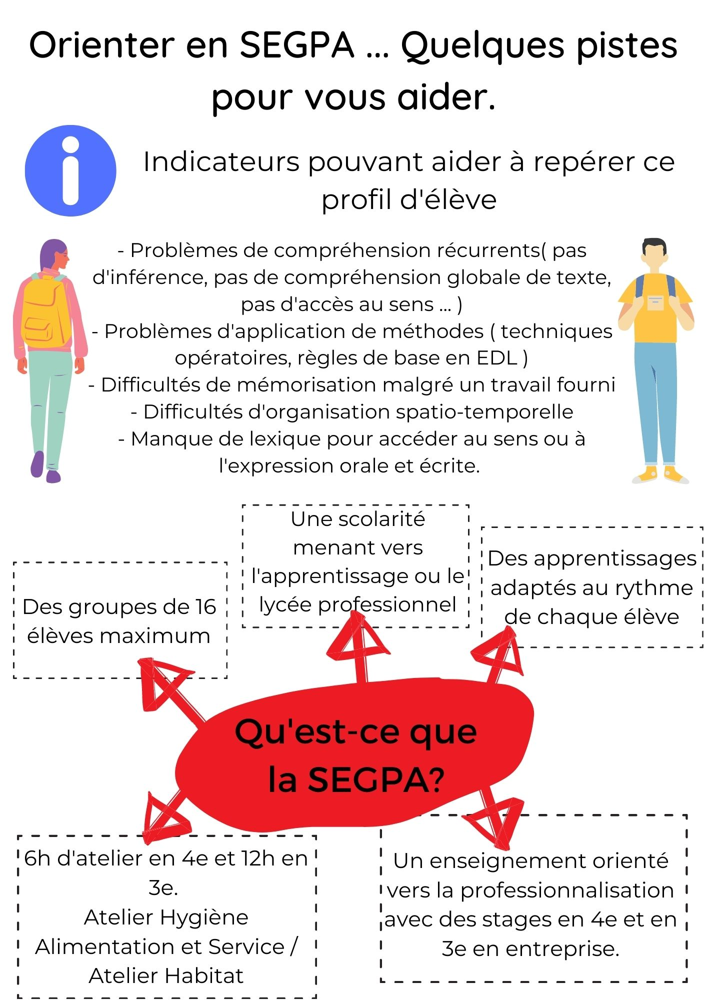 Orienter en SEGPA ... Quelques pistes
pour vous aider.
Indicateurs pouvant aider à repérer ce
profil d'élève
- Problèmes de compréhension récurrents( pas
d'inférence, pas de compréhension globale de texte,
pas d'accès au sens ... )
- Problèmes d'application de méthodes ( techniques
opératoires, règles de base en EDL )
- Difficultés de mémorisation malgré un travail fourni
- Difficultés d'organisation spatio-temporelle
- Manque de lexique pour accéder au sens ou à
l'expression orale et écrite.
Des groupes de 16
élèves maximum
Une scolarité
menant vers
l'apprentissage ou le
lycée professionnel
Des apprentissages
adaptés au rythme
de chaque élève
Qu'est-ce que
la SEGPA?
6h d'atelier en 4e et 12h en
3e.
Atelier Hygiène
Alimentation et Service /
Atelier Habitat
Un enseignement orienté
vers la professionnalisation
avec des stages en 4e et en
3e en entreprise.